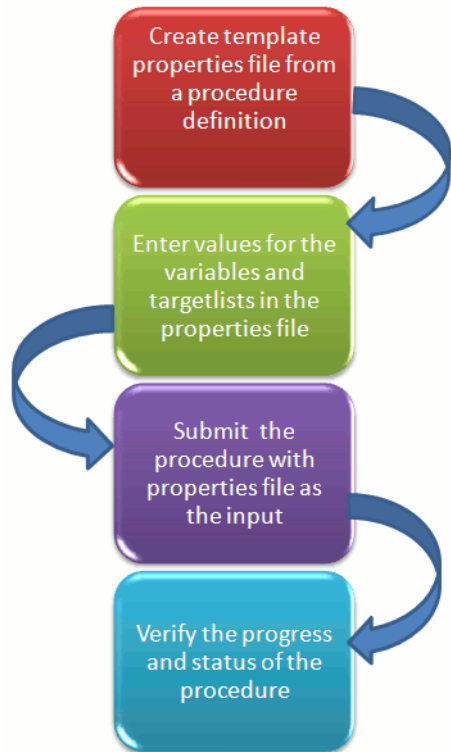 Create template
properties file from
a procedure
definition
Enter values for the
variables and
targetlists in the
properties file
Submit the
procedure with
properties file as
the input
Verify the progress
and status of the
procedure